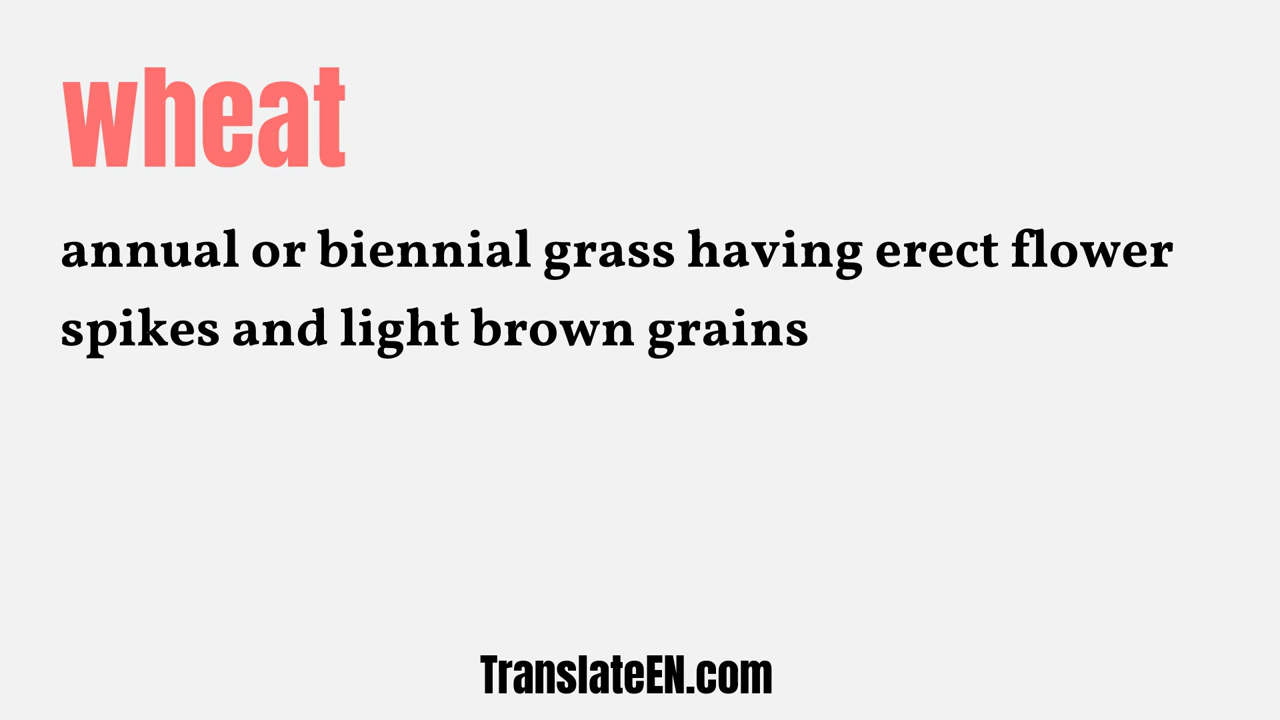 wheat
annual or biennial grass having erect flower
spikes and light brown grains
TranslateEN.com